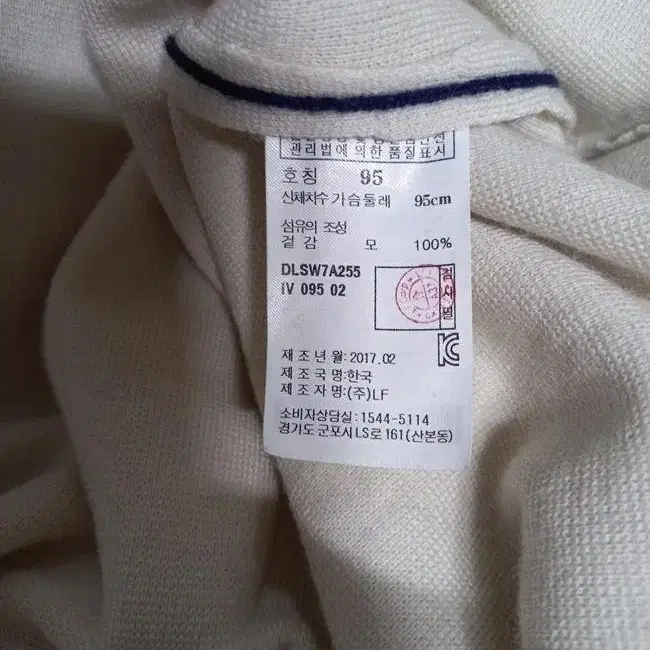 관리법에 의한 품질표시
호칭 95
신체치수 가슴둘레 95cm
섬유의 조성
겉감 모 100%
DLSW7A255
IV 095 02
검사필
제조년월: 2017.02
제조국명: 한국
제조자명: (주)LF
소비자상담실: 1544-5114
경기도 군포시 LS로 161(산본동)